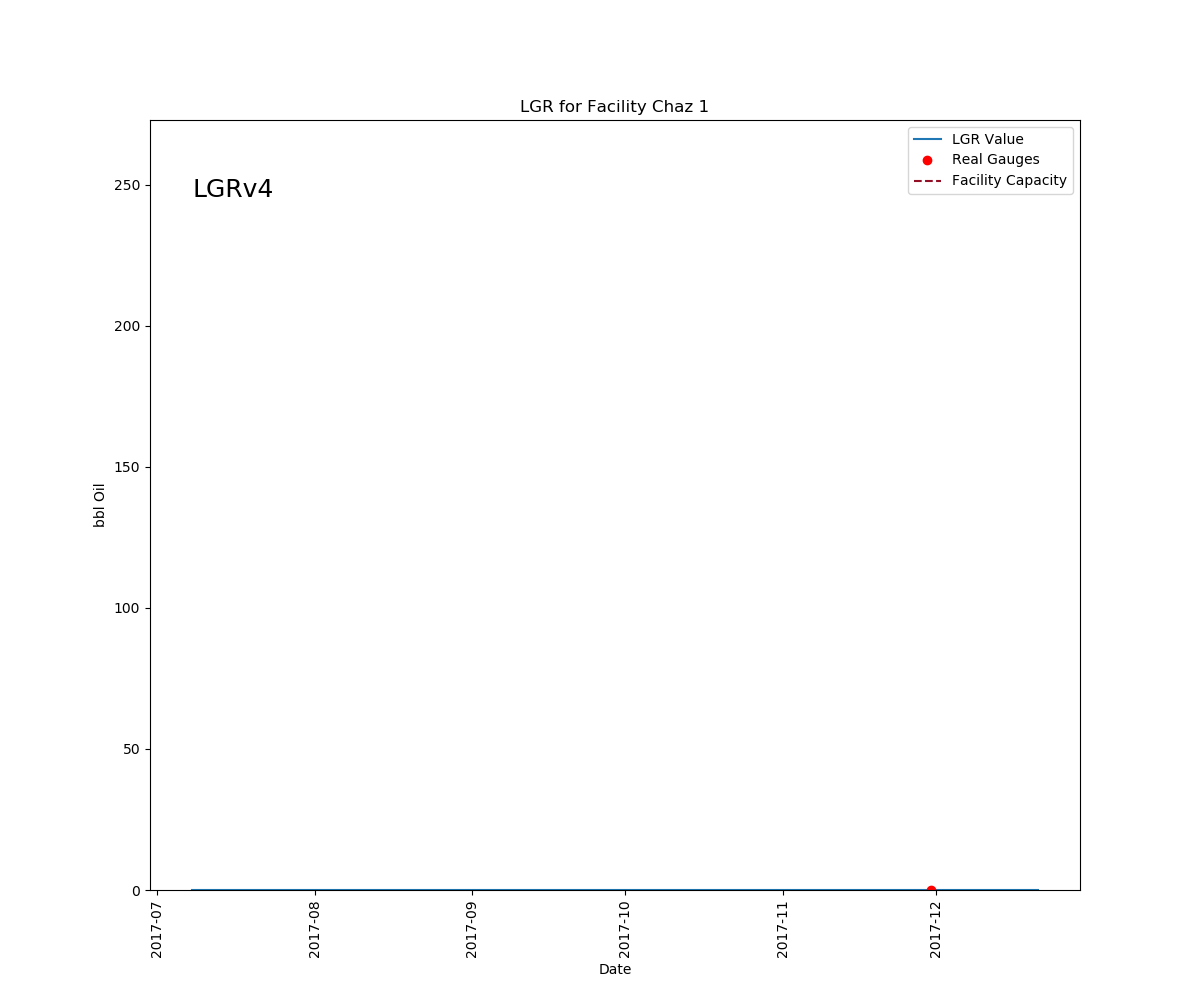 LGR for Facility Chaz 1
LGRv4
LGR Value
Real Gauges
Facility Capacity
250
200
150
100
50
0
bbl Oil
2017-07
2017-08
2017-09
2017-10
2017-11
2017-12
Date